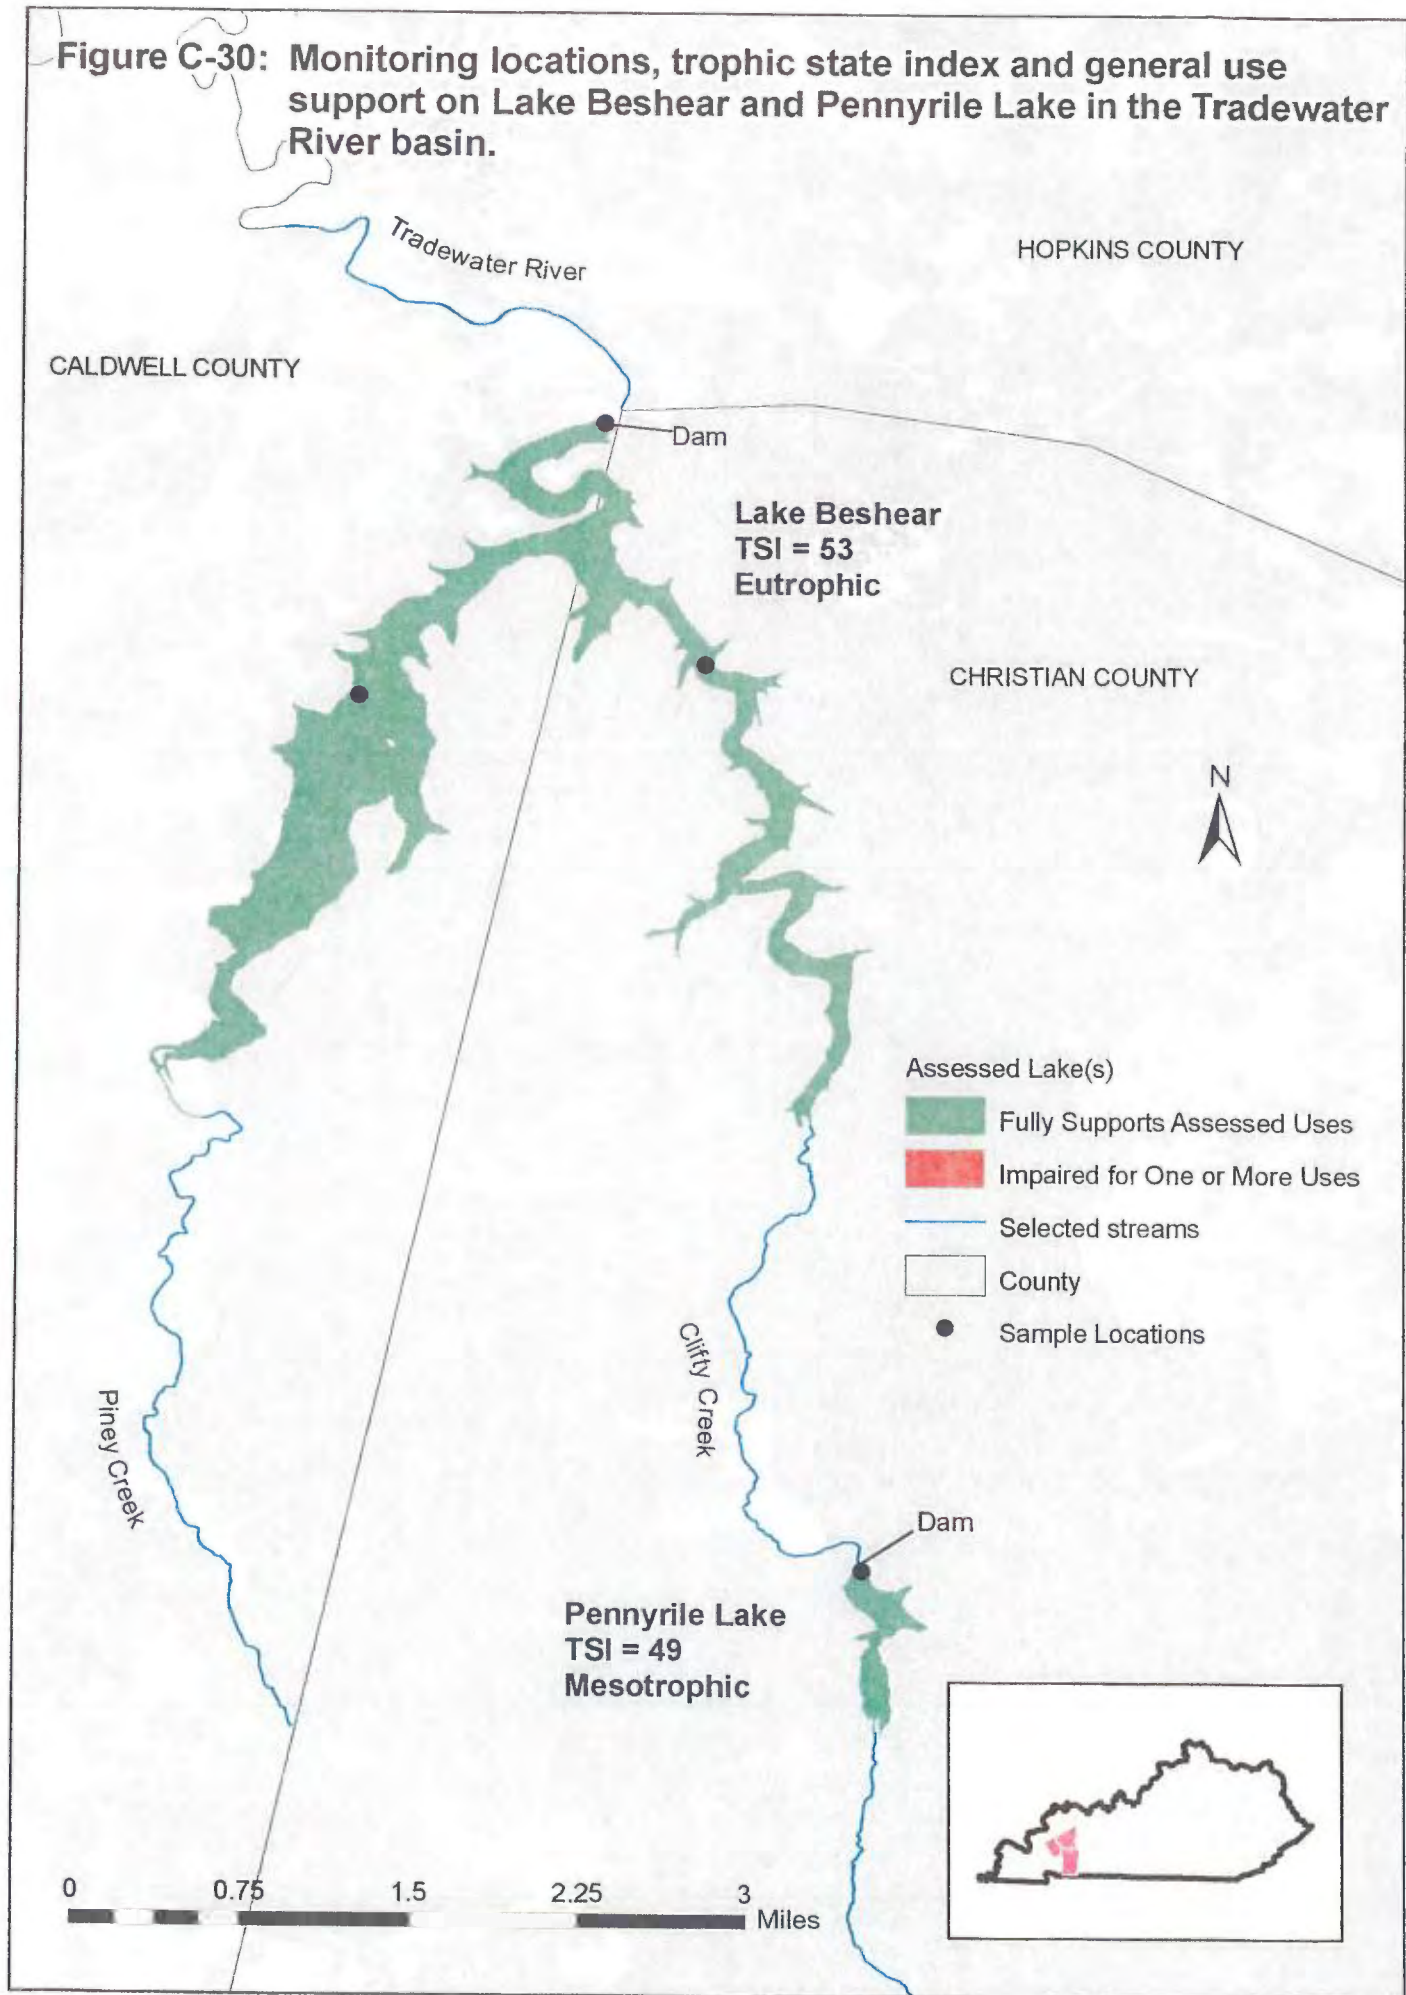 Figure C-30: Monitoring locations, trophic state index and general use
support on Lake Beshear and Pennyrile Lake in the Tradewater
River basin.
Tradewater River
HOPKINS COUNTY
CALDWELL COUNTY
Dam
Lake Beshear
TSI = 53
Eutrophic
CHRISTIAN COUNTY
N
Assessed Lake(s)
Fully Supports Assessed Uses
Impaired for One or More Uses
Selected streams
County
Sample Locations
Clifty Creek
Piney Creek
Dam
Pennyrile Lake
TSI = 49
Mesotrophic
0 0.75 1.5 2.25 3
Miles